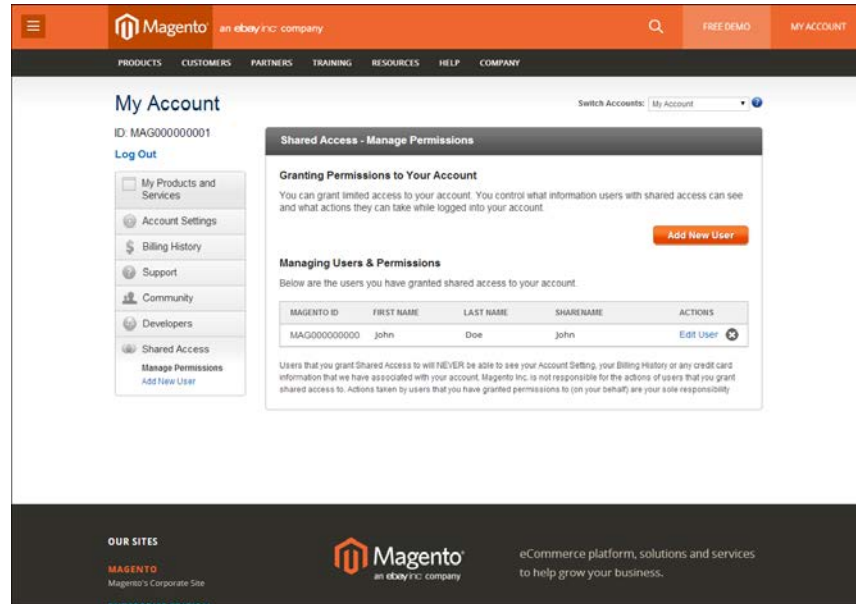 Magento an ebay inc company
FREE DEMO
MY ACCOUNT
PRODUCTS CUSTOMERS PARTNERS TRAINING RESOURCES HELP COMPANY
My Account
Switch Accounts: My Account
ID: MAG000000001
Log Out
My Products and
Services
Account Settings
Billing History
Support
Community
Developers
Shared Access
Manage Permissions
Add New User
Shared Access - Manage Permissions
Granting Permissions to Your Account
You can grant limited access to your account. You control what information users with shared access can see
and what actions they can take while logged into your account.
Add New User
Managing Users & Permissions
Below are the users you have granted shared access to your account.
MAGENTO ID FIRST NAME LAST NAME SHARENAME ACTIONS
MAG000000000 John Doe John Edit User
Users that you grant Shared Access to will NEVER be able to see your Account Setting, your Billing History or any credit card
information that we have associated with your account, Magento Inc. is not responsible for the actions of users that you grant
shared access to. Actions taken by users that you have granted permissions to (on your behalf) are your sole responsibility
OUR SITES
MAGENTO
Magento's Corporate Site
Magento
an ebay inc company
eCommerce platform, solutions and services
to help grow your business.